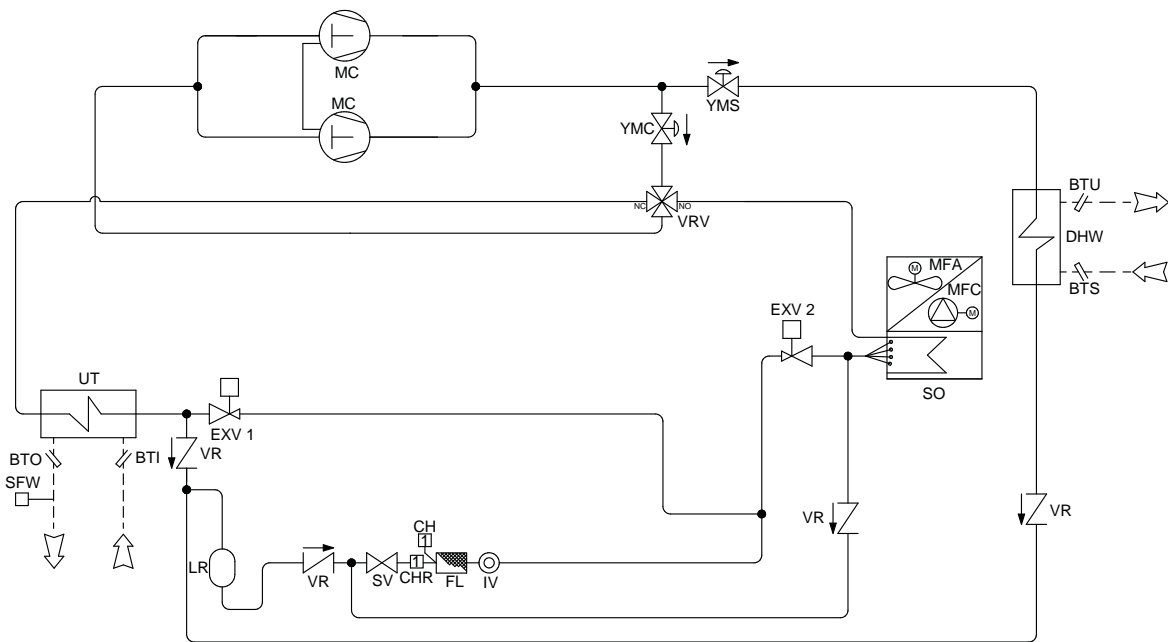 MC
MC
YMS
YMC
NC
NO
VRV
BTU
DHW
BTS
M
MFA
MFC
M
EXV 2
SO
UT
EXV 1
BTO
BTI
VR
SFW
CH
1
VR
VR
LR
1
VR
SV
CHR
FL
IV